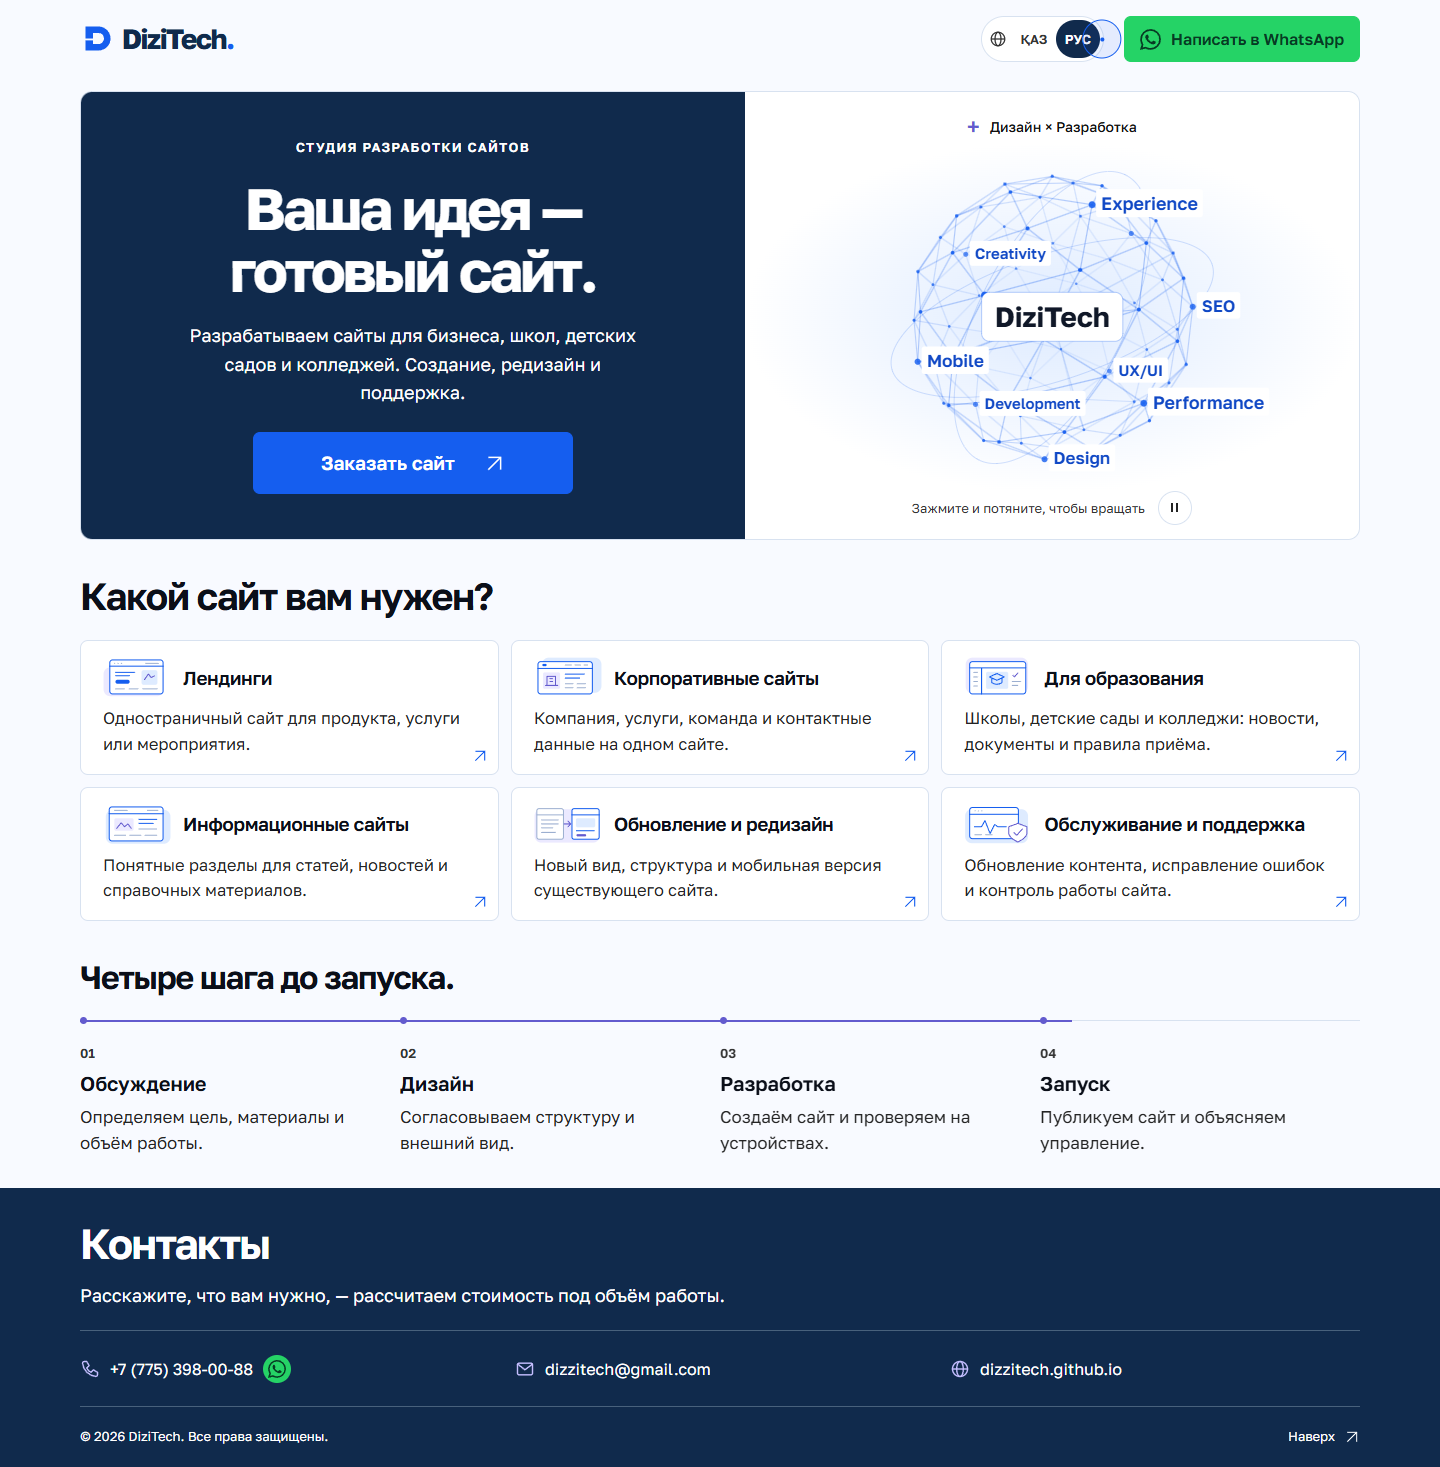 DiziTech.
ҚАЗ
РУС
Написать в WhatsApp
СТУДИЯ РАЗРАБОТКИ САЙТОВ
Ваша идея —
готовый сайт.
Разрабатываем сайты для бизнеса, школ, детских
садов и колледжей. Создание, редизайн и
поддержка.
Заказать сайт
Дизайн × Разработка
Experience
Creativity
SEO
DiziTech
Mobile
UX/UI
Development
Performance
Design
Зажмите и потяните, чтобы вращать
Какой сайт вам нужен?
Лендинги
Одностраничный сайт для продукта, услуги
или мероприятия.
Корпоративные сайты
Компания, услуги, команда и контактные
данные на одном сайте.
Для образования
Школы, детские сады и колледжи: новости,
документы и правила приёма.
Информационные сайты
Понятные разделы для статей, новостей и
справочных материалов.
Обновление и редизайн
Новый вид, структура и мобильная версия
существующего сайта.
Обслуживание и поддержка
Обновление контента, исправление ошибок
и контроль работы сайта.
Четыре шага до запуска.
01
Обсуждение
Определяем цель, материалы и
объём работы.
02
Дизайн
Согласовываем структуру и
внешний вид.
03
Разработка
Создаём сайт и проверяем на
устройствах.
04
Запуск
Публикуем сайт и объясняем
управление.
Контакты
Расскажите, что вам нужно, — рассчитаем стоимость под объём работы.
+7 (775) 398-00-88
dizzitech@gmail.com
dizzitech.github.io
© 2026 DiziTech. Все права защищены.
Наверх